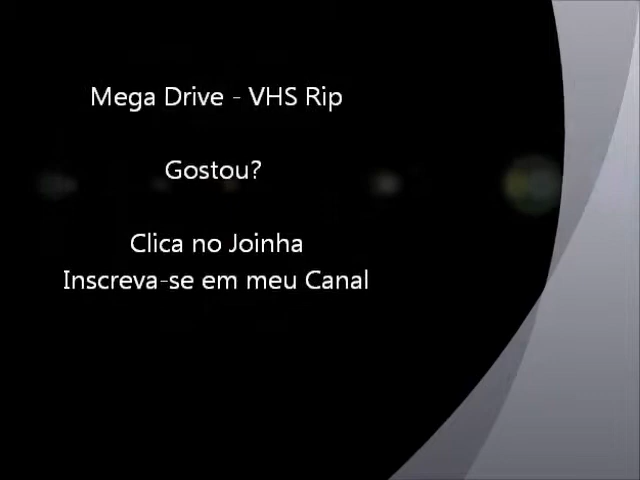 Mega Drive - VHS Rip
Gostou?
Clica no Joinha
Inscreva-se em meu Canal